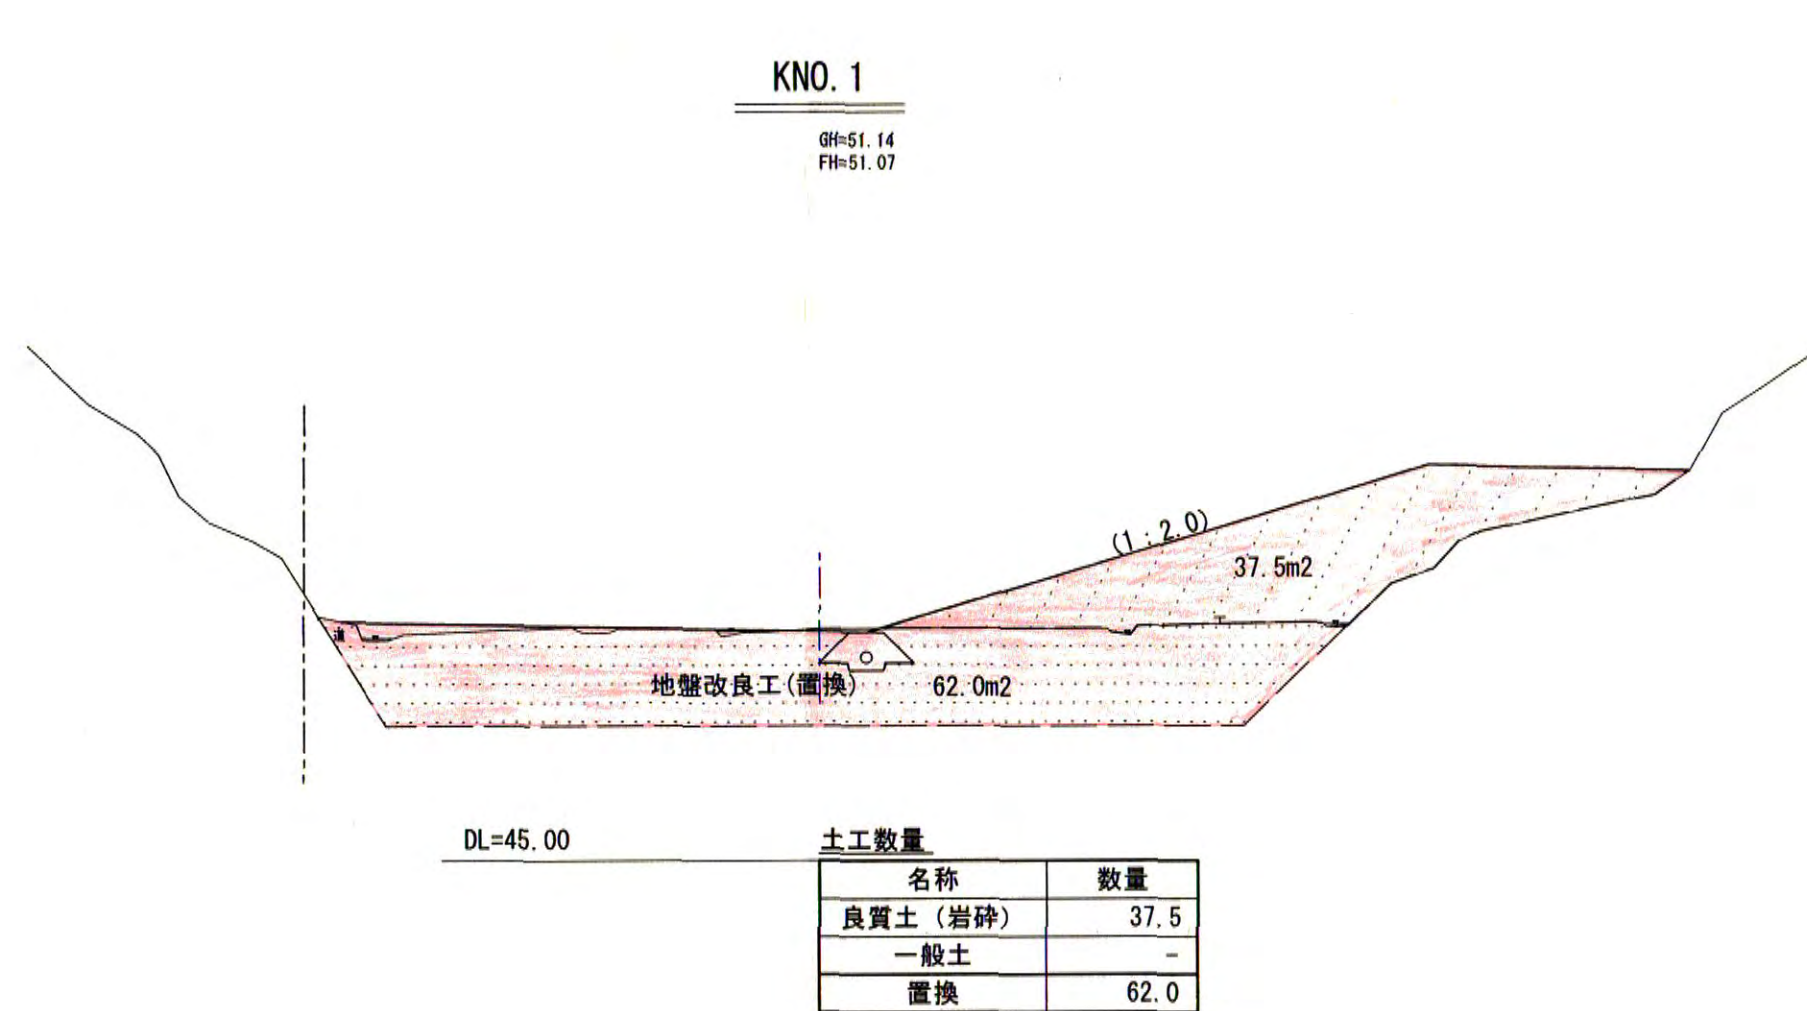 KNO. 1
GH=51. 14
FH=51. 07
(1 : 2. 0)
37. 5m2
道
地盤改良工(置換) 62. 0m2
DL=45. 00
土工数量
名称 数量
良質土 (岩砕) 37. 5
一般土 -
置換 62. 0